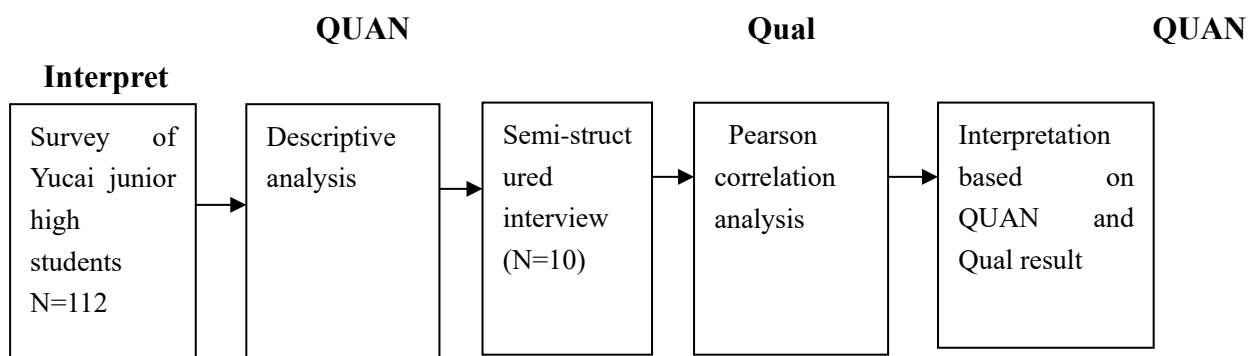 QUAN Qual QUAN
Interpret
Survey of
Yucai junior
high
students
N=112
Descriptive
analysis
Semi-struct
ured
interview
(N=10)
Pearson
correlation
analysis
Interpretation
based on
QUAN and
Qual result